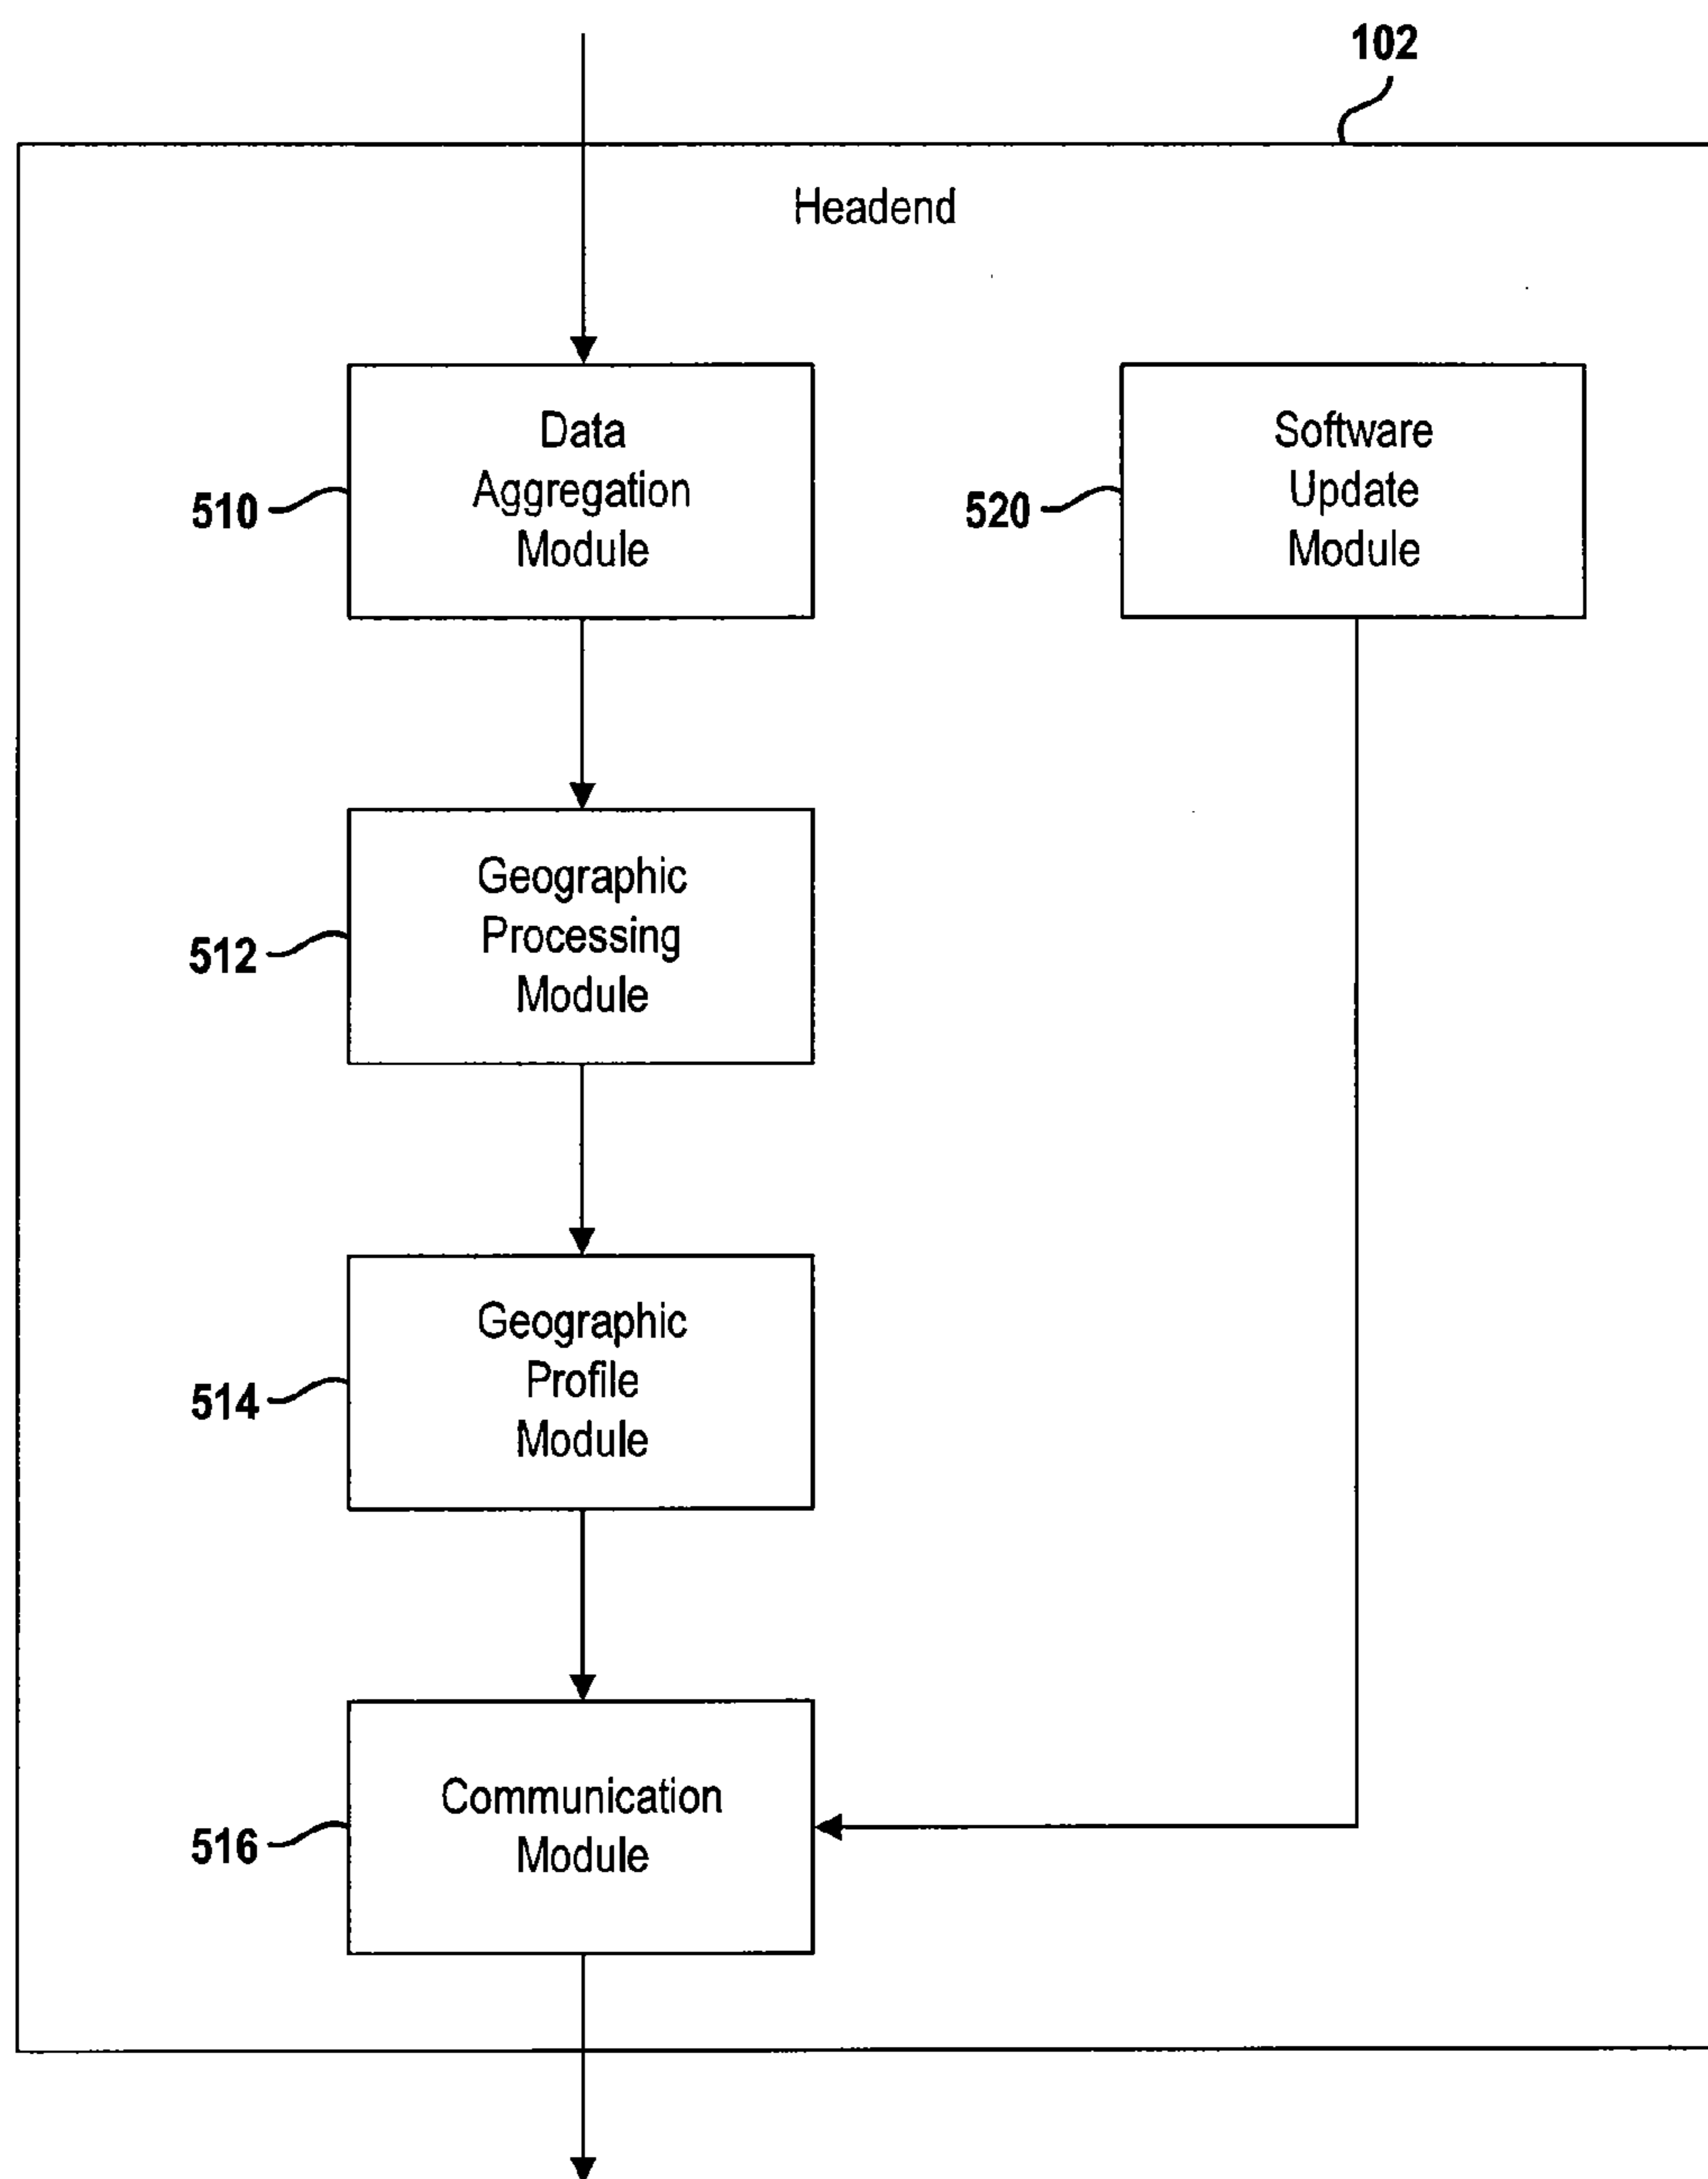 102
Headend
Data
Aggregation
Module
510
Software
Update
Module
520
Geographic
Processing
Module
512
Geographic
Profile
Module
514
Communication
Module
516